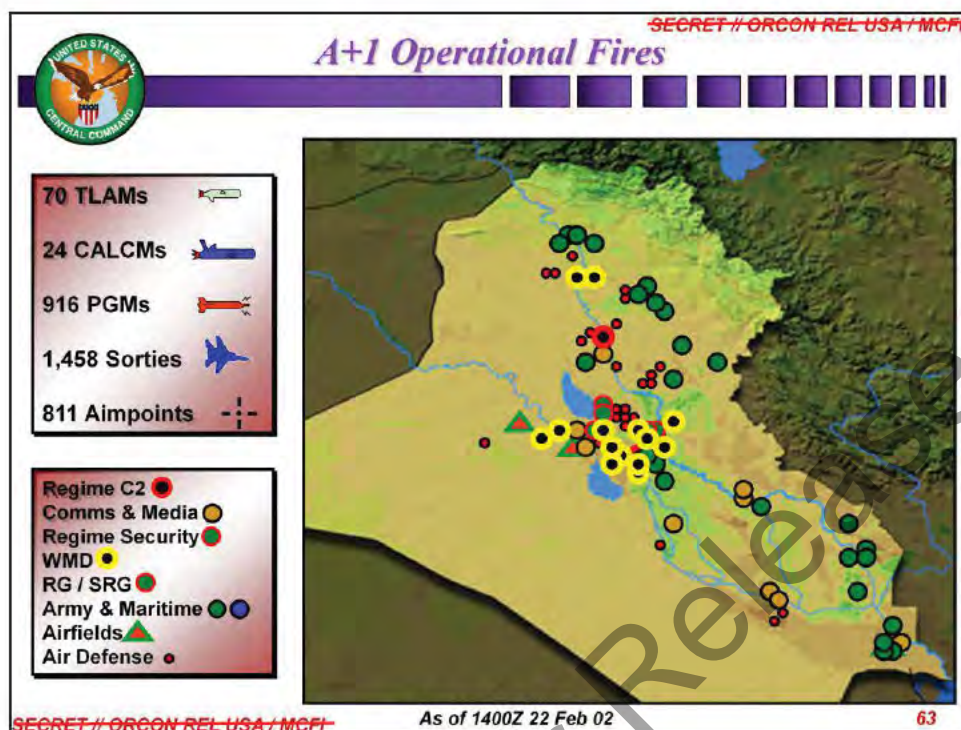 SECRET // ORCON REL USA / MCFI
A+1 Operational Fires
UNITED STATES
CENTRAL COMMAND
70 TLAMs
24 CALCMs
916 PGMs
1,458 Sorties
811 Aimpoints
Regime C2
Comms & Media
Regime Security
WMD
RG / SRG
Army & Maritime
Airfields
Air Defense
Release
SECRET // ORCON REL USA / MCFI
As of 1400Z 22 Feb 02
63